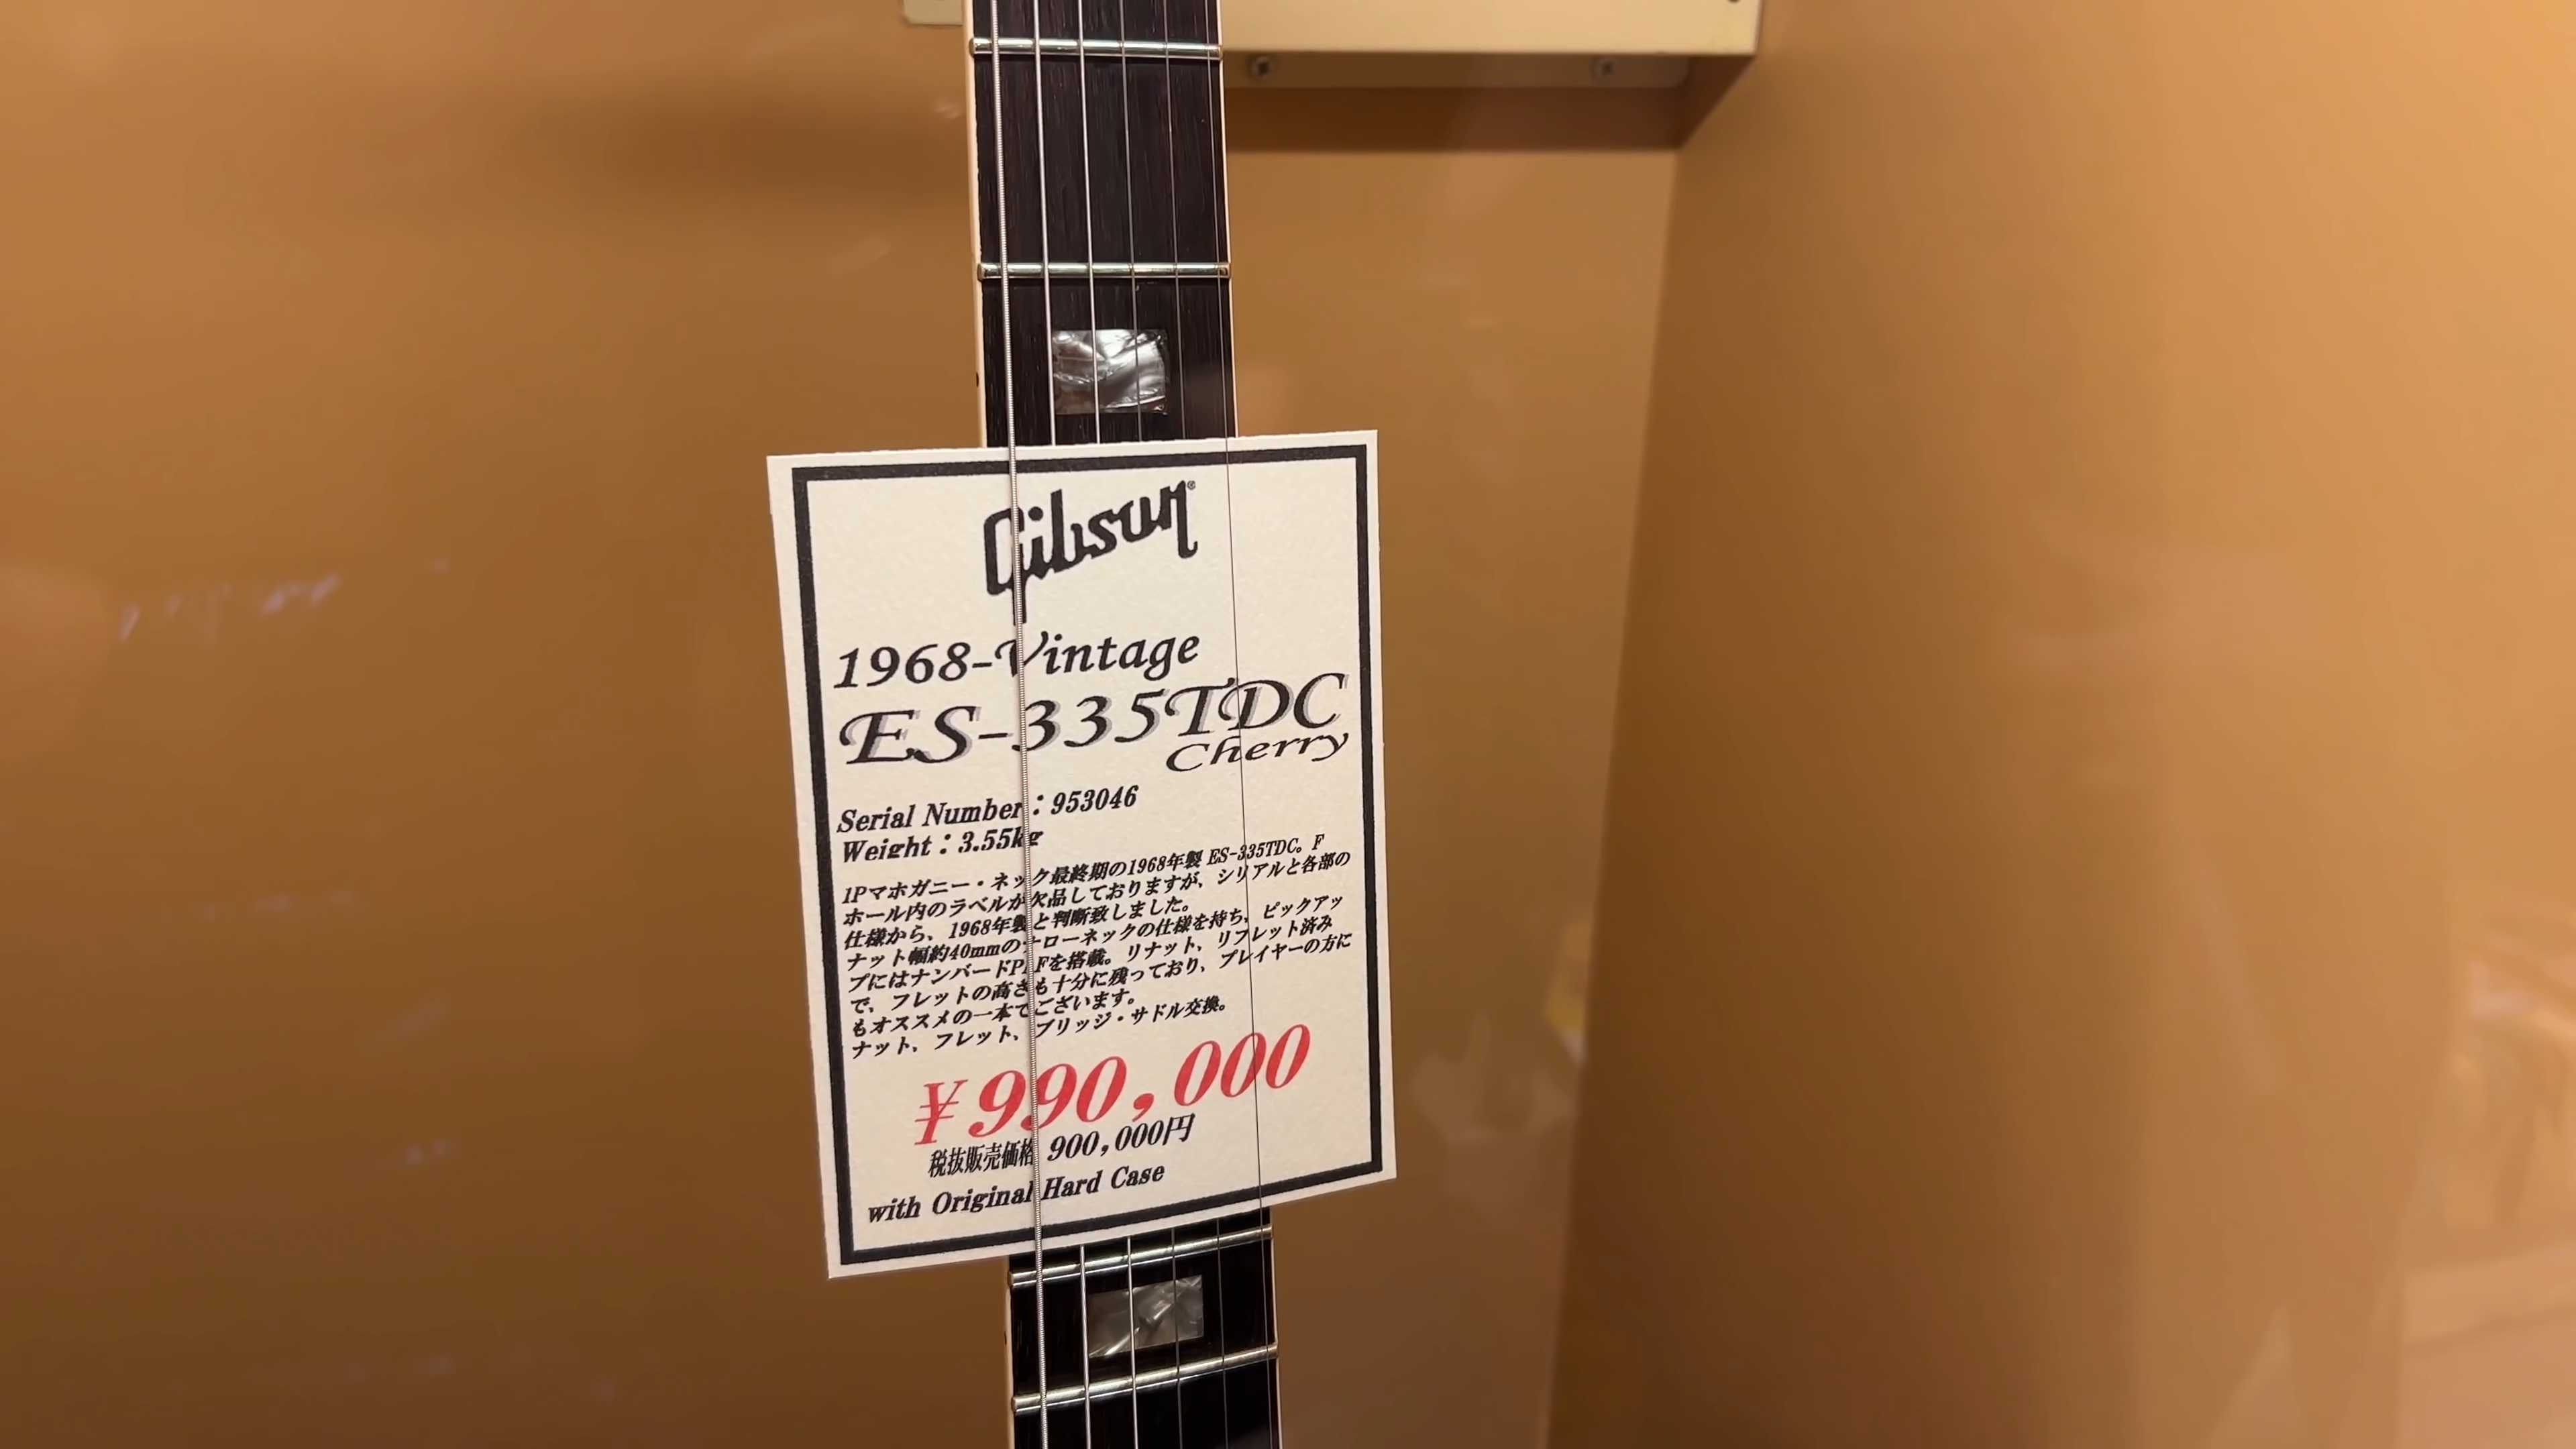 Gibson®
1968-Vintage
ES-335TDC
Cherry
Serial Number：953046
Weight：3.55kg
1Pマホガニー・ネック最終期の1968年製 ES-335TDC。F
ホール内のラベルが欠品しておりますが、シリアルと各部の
仕様から、1968年製と判断致しました。
ナット幅約40mmのナローネックの仕様を持ち、ピックアッ
プにはナンバードPAFを搭載。リナット、リフレット済み
で、フレットの高さも十分に残っており、プレイヤーの方に
もオススメの一本でございます。
ナット、フレット、ブリッジ・サドル交換。
￥990,000
税抜販売価格 900,000円
with Original Hard Case